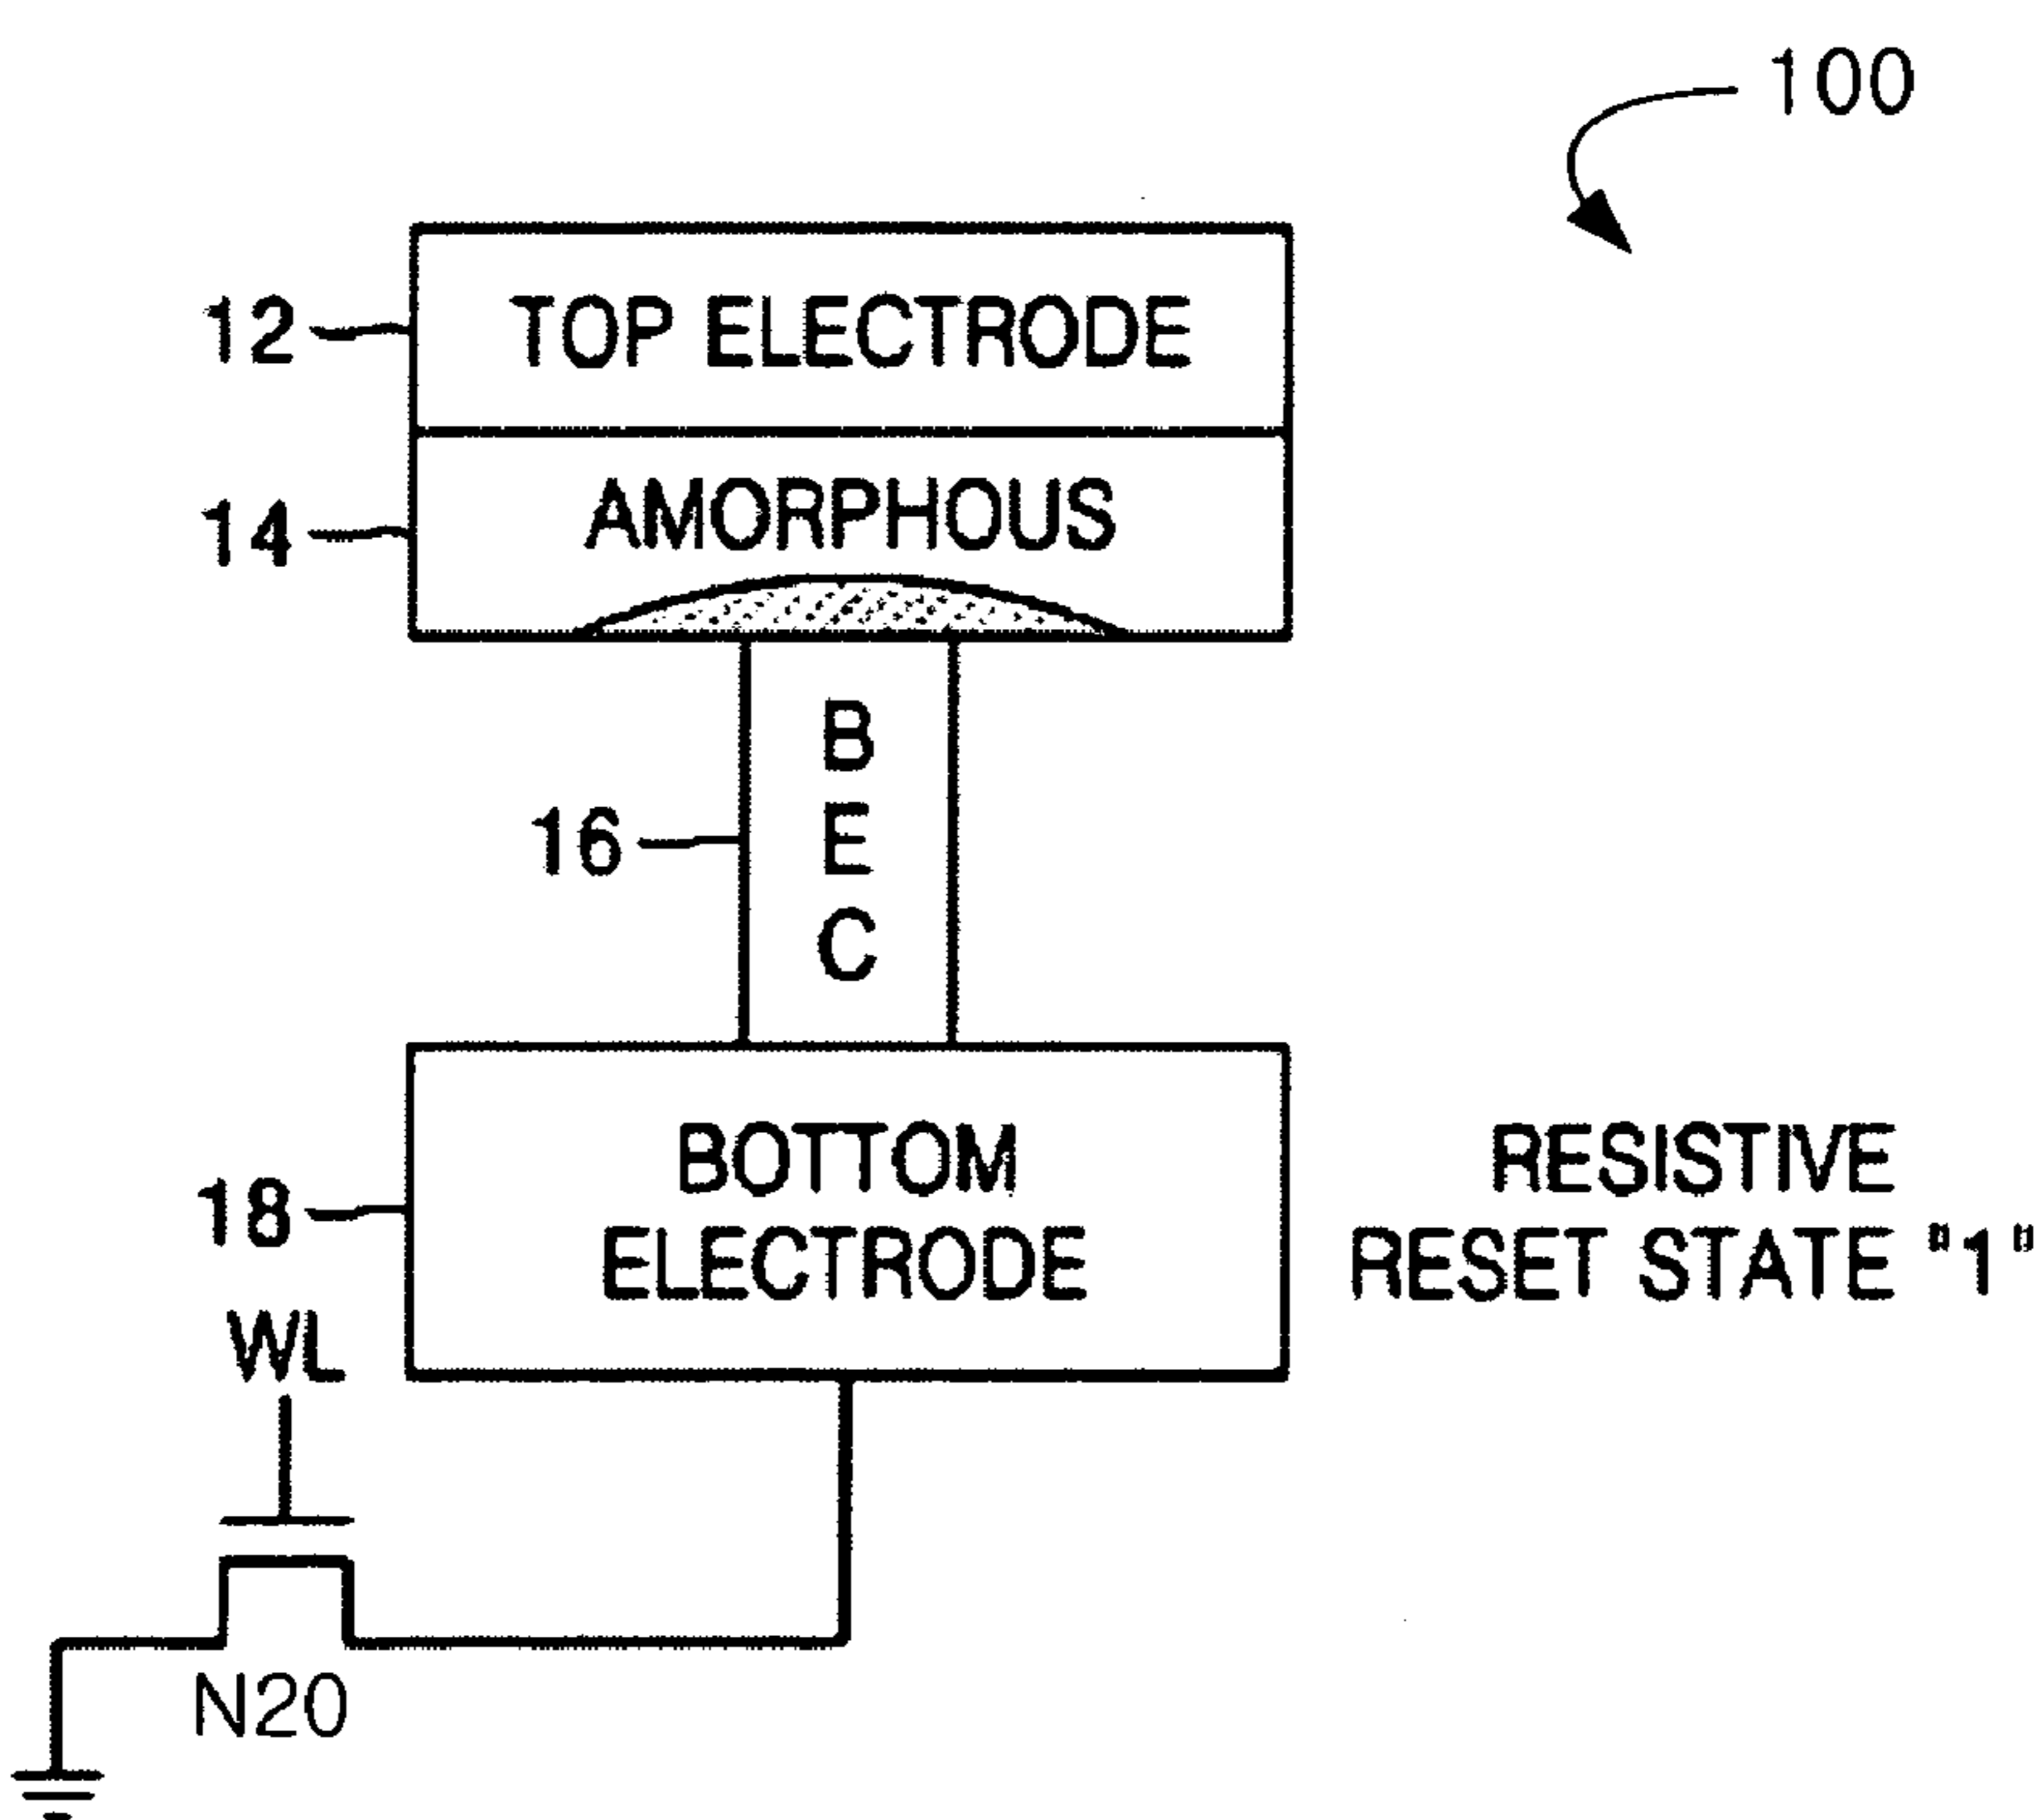 100
12
TOP ELECTRODE
14
AMORPHOUS
16
B
E
C
18
BOTTOM
ELECTRODE
RESISTIVE
RESET STATE "1"
WL
N20